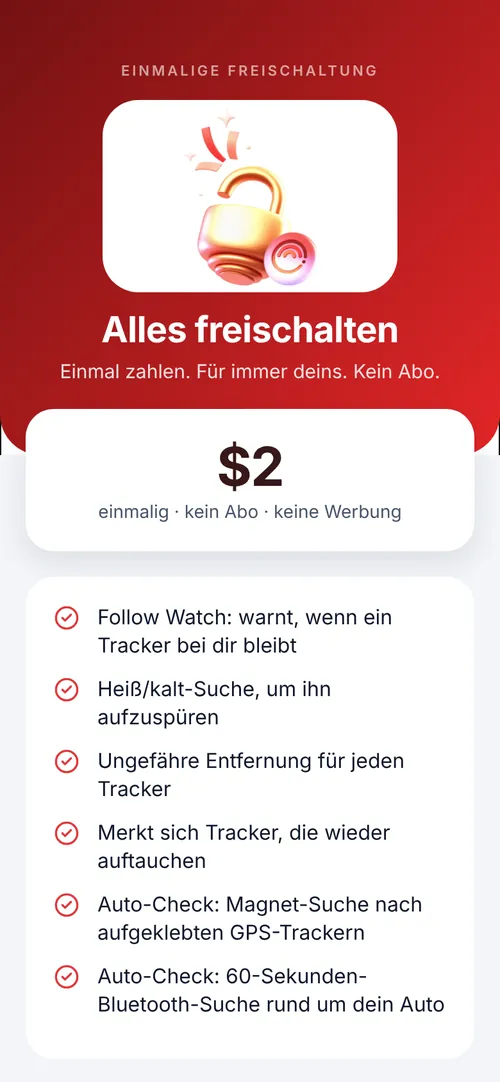 EINMALIGE FREISCHALTUNG
Alles freischalten
Einmal zahlen. Für immer deins. Kein Abo.
$2
einmalig · kein Abo · keine Werbung
Follow Watch: warnt, wenn ein
Tracker bei dir bleibt
Heiß/kalt-Suche, um ihn
aufzuspüren
Ungefähre Entfernung für jeden
Tracker
Merkt sich Tracker, die wieder
auftauchen
Auto-Check: Magnet-Suche nach
aufgeklebten GPS-Trackern
Auto-Check: 60-Sekunden-
Bluetooth-Suche rund um dein Auto